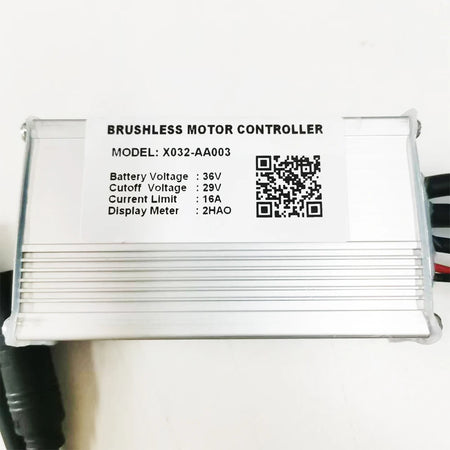 BRUSHLESS MOTOR CONTROLLER
MODEL: X032-AA003
Battery Voltage : 36V
Cutoff Voltage : 29V
Current Limit : 16A
Display Meter : 2HAO